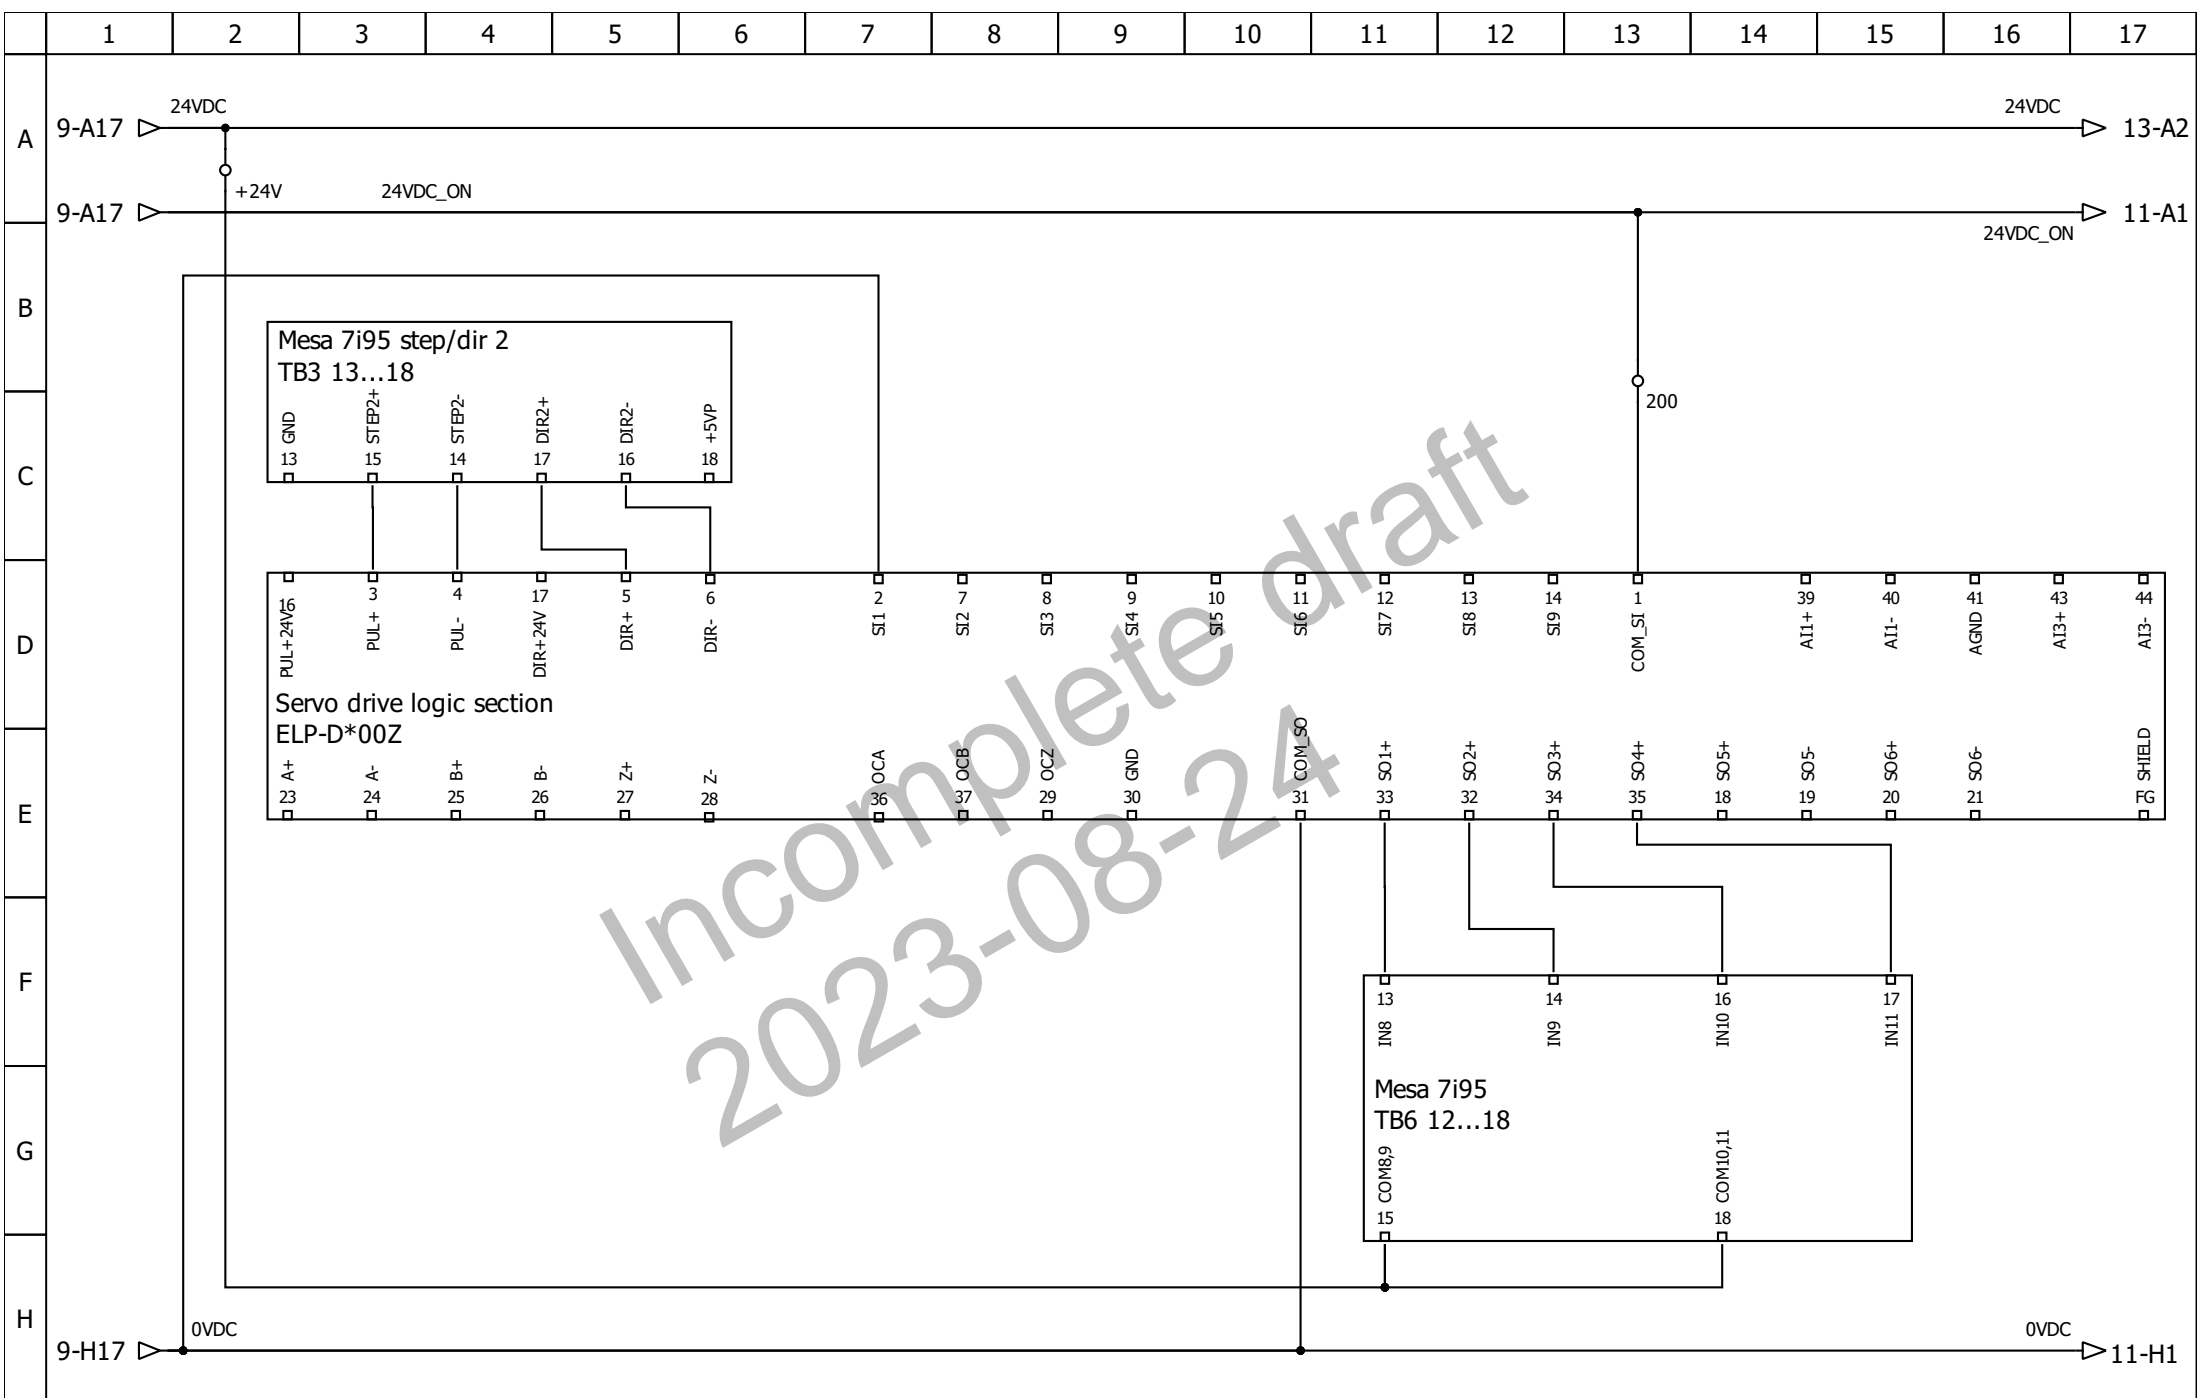 1 2 3 4 5 6 7 8 9 10 11 12 13 14 15 16 17
A
24VDC 24VDC
9-A17 13-A2
+24V 24VDC_ON
9-A17 11-A1
24VDC_ON
B
Mesa 7i95 step/dir 2
TB3 13...18
200
C
GND STEP2+ STEP2- DIR2+ DIR2- +5VP
13 15 14 17 16 18
D
16 3 4 17 5 6 2 7 8 9 10 11 12 13 14 1 39 40 41 43 44
PUL+24V PUL+ PUL- DIR+24V DIR+ DIR- SI1 SI2 SI3 SI4 SI5 SI6 SI7 SI8 SI9 COM_SI AI1+ AI1- AGND AI3+ AI3-
Servo drive logic section
ELP-D*00Z
E
A+ A- B+ B- Z+ Z- OCA OCB OCZ GND COM_SO SO1+ SO2+ SO3+ SO4+ SO5+ SO5- SO6+ SO6- SHIELD
23 24 25 26 27 28 36 37 29 30 31 33 32 34 35 18 19 20 21 FG
Incomplete draft
2023-08-24
F
13 14 16 17
IN8 IN9 IN10 IN11
G
Mesa 7i95
TB6 12...18
COM8,9 COM10,11
15 18
H
0VDC 0VDC
9-H17 11-H1